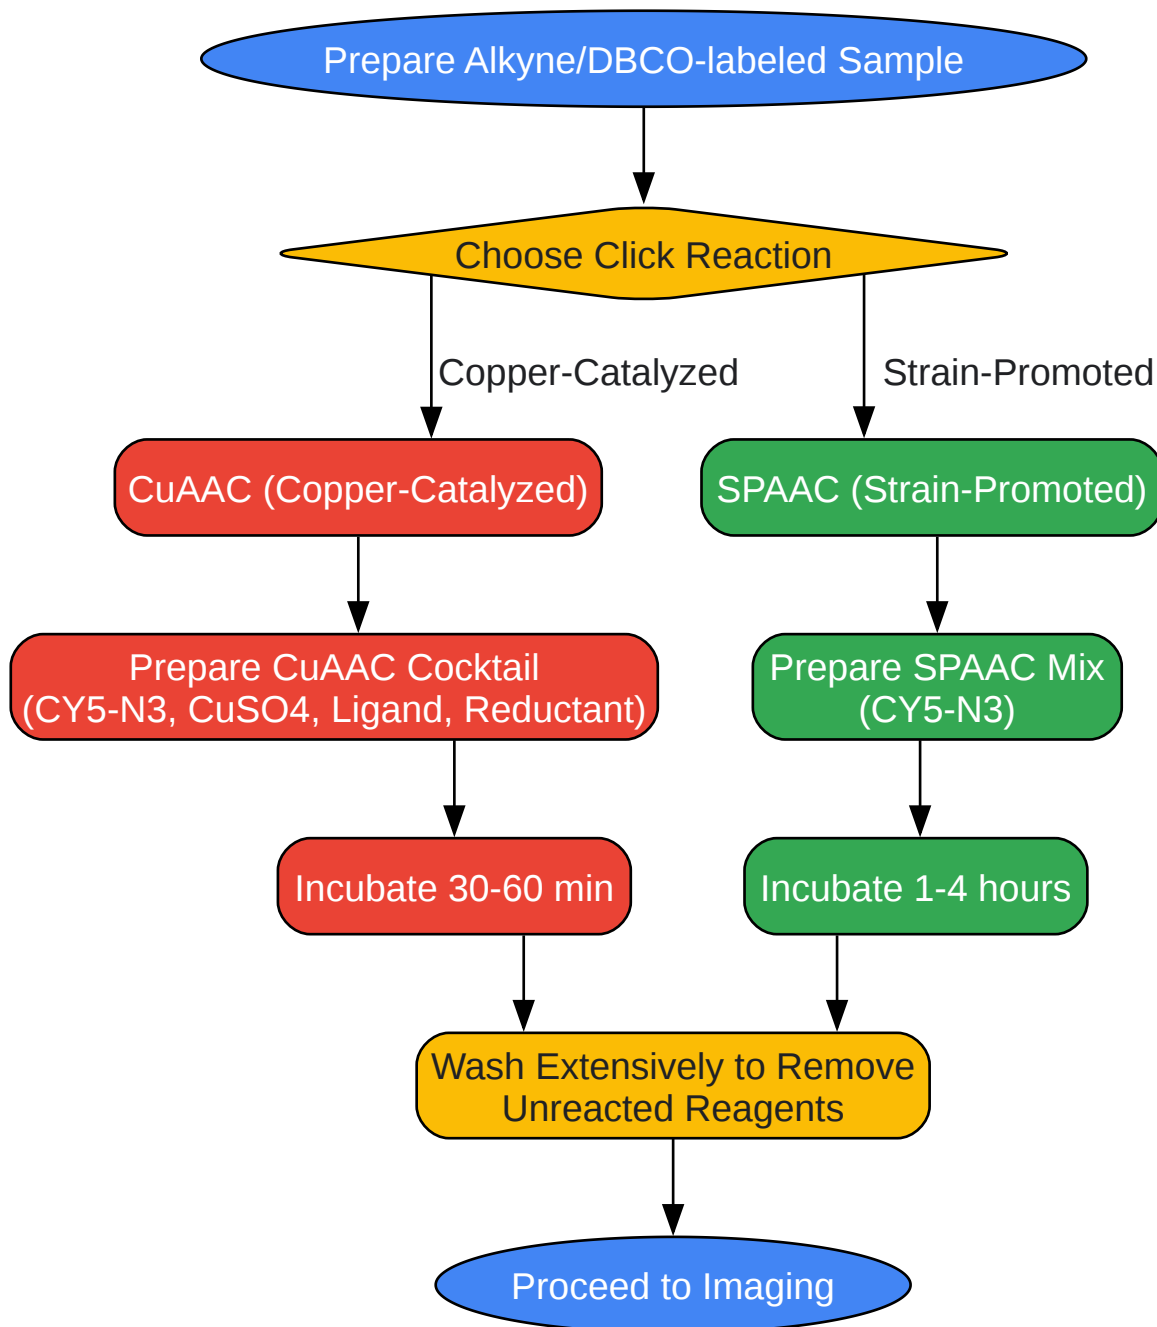 Prepare Alkyne/DBCO-labeled Sample
Choose Click Reaction
Copper-Catalyzed
Strain-Promoted
CuAAC (Copper-Catalyzed)
SPAAC (Strain-Promoted)
Prepare CuAAC Cocktail
(CY5-N3, CuSO4, Ligand, Reductant)
Prepare SPAAC Mix
(CY5-N3)
Incubate 30-60 min
Incubate 1-4 hours
Wash Extensively to Remove
Unreacted Reagents
Proceed to Imaging